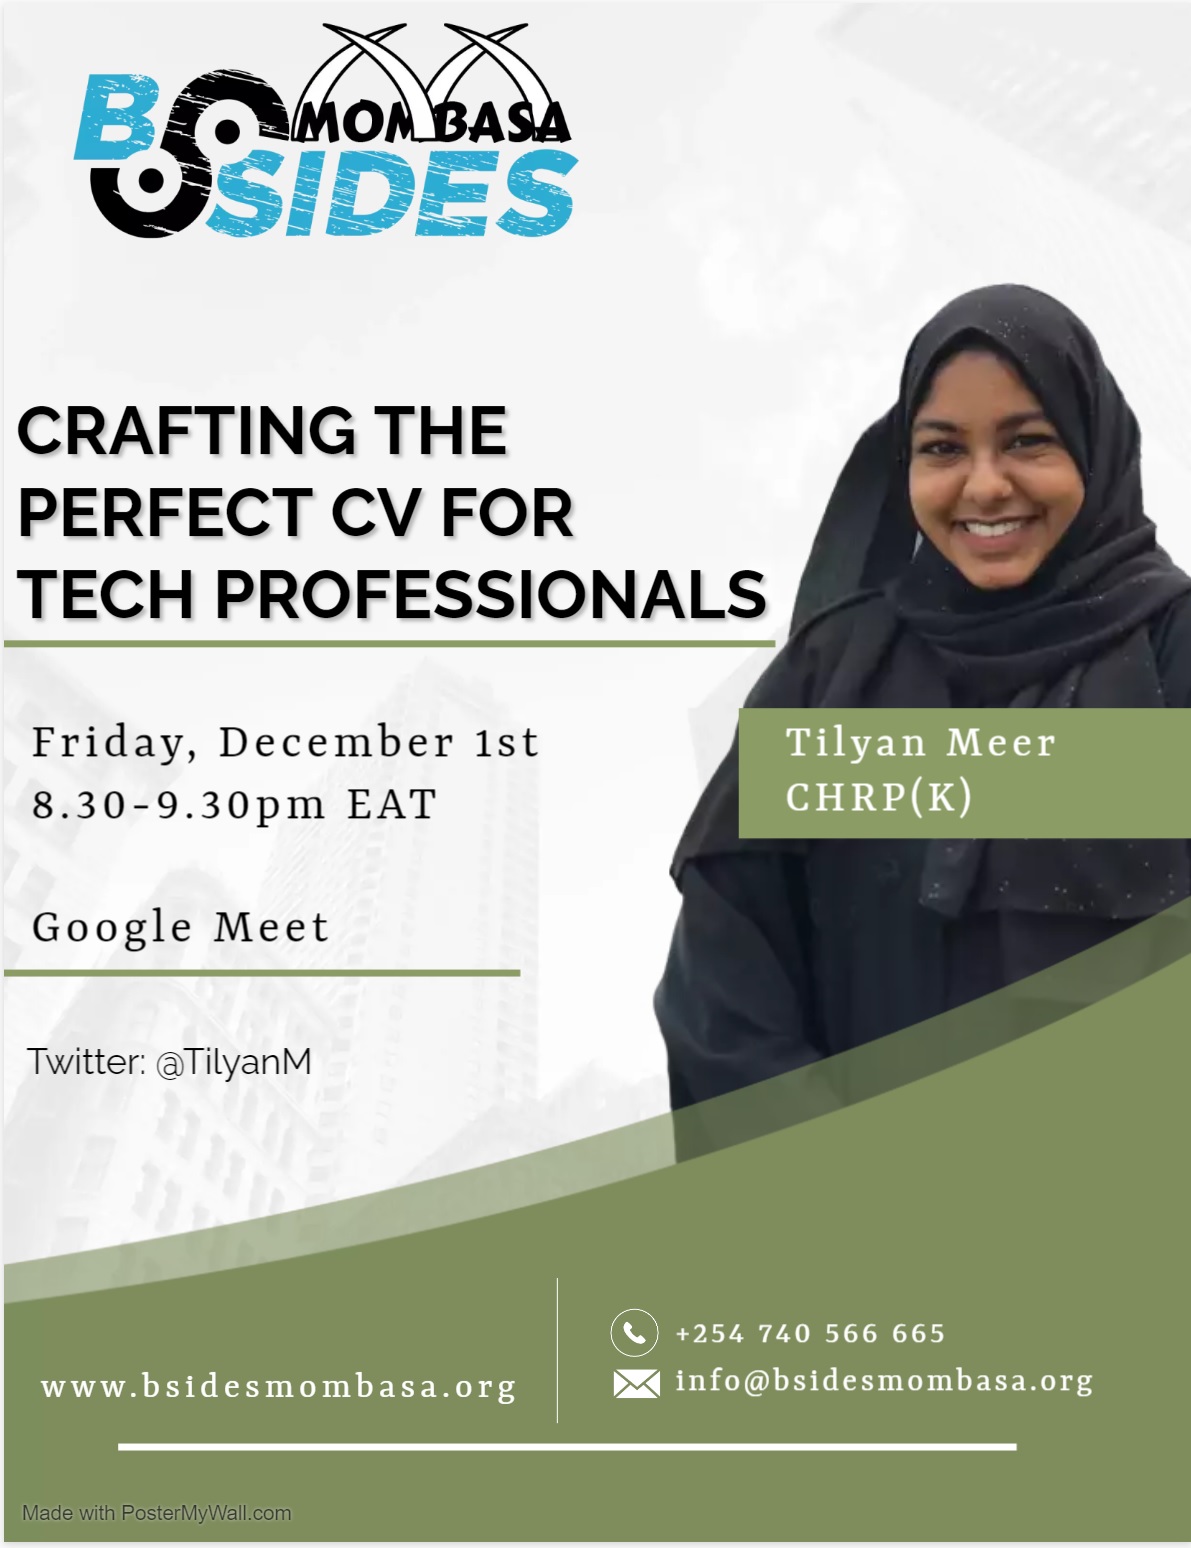 B SIDES MOMBASA
CRAFTING THE
PERFECT CV FOR
TECH PROFESSIONALS
Friday, December 1st
8.30-9.30pm EAT
Google Meet
Tilyan Meer
CHRP(K)
Twitter: @TilyanM
www.bsidesmombasa.org
+254 740 566 665
info@bsidesmombasa.org
Made with PosterMyWall.com